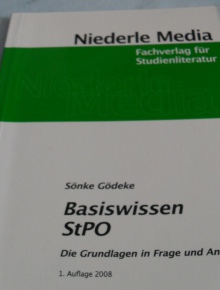 Niederle Media
Fachverlag für
Studienliteratur
Sönke Gödeke
Basiswissen
StPO
Die Grundlagen in Frage und An
1. Auflage 2008